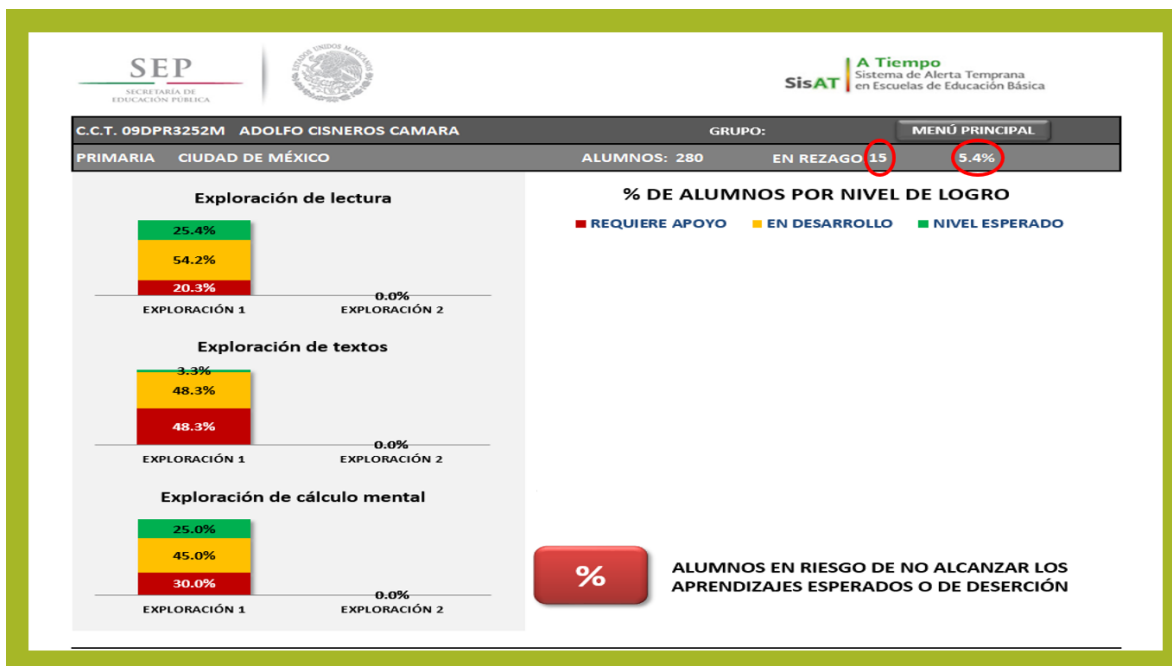 SEP
SECRETARÍA DE
EDUCACIÓN PÚBLICA
ESTADOS UNIDOS MEXICANOS
SisAT
A Tiempo
Sistema de Alerta Temprana
en Escuelas de Educación Básica
C.C.T. 09DPR3252M ADOLFO CISNEROS CAMARA GRUPO: MENÚ PRINCIPAL
PRIMARIA CIUDAD DE MÉXICO ALUMNOS: 280 EN REZAGO 15 5.4%
Exploración de lectura
25.4%
54.2%
20.3%
0.0%
EXPLORACIÓN 1 EXPLORACIÓN 2
Exploración de textos
3.3%
48.3%
48.3%
0.0%
EXPLORACIÓN 1 EXPLORACIÓN 2
Exploración de cálculo mental
25.0%
45.0%
30.0%
0.0%
EXPLORACIÓN 1 EXPLORACIÓN 2
% DE ALUMNOS POR NIVEL DE LOGRO
REQUIERE APOYO EN DESARROLLO NIVEL ESPERADO
%
ALUMNOS EN RIESGO DE NO ALCANZAR LOS
APRENDIZAJES ESPERADOS O DE DESERCIÓN